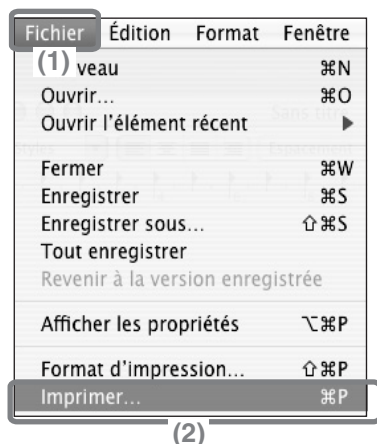 Fichier Édition Format Fenêtre
(1) veau ⌘N
Ouvrir... ⌘O
Ouvrir l'élément récent ▶
Fermer ⌘W
Enregistrer ⌘S
Enregistrer sous... ⇧⌘S
Tout enregistrer
Revenir à la version enregistrée
Afficher les propriétés ⌥⌘P
Format d'impression... ⇧⌘P
Imprimer... ⌘P
(2)